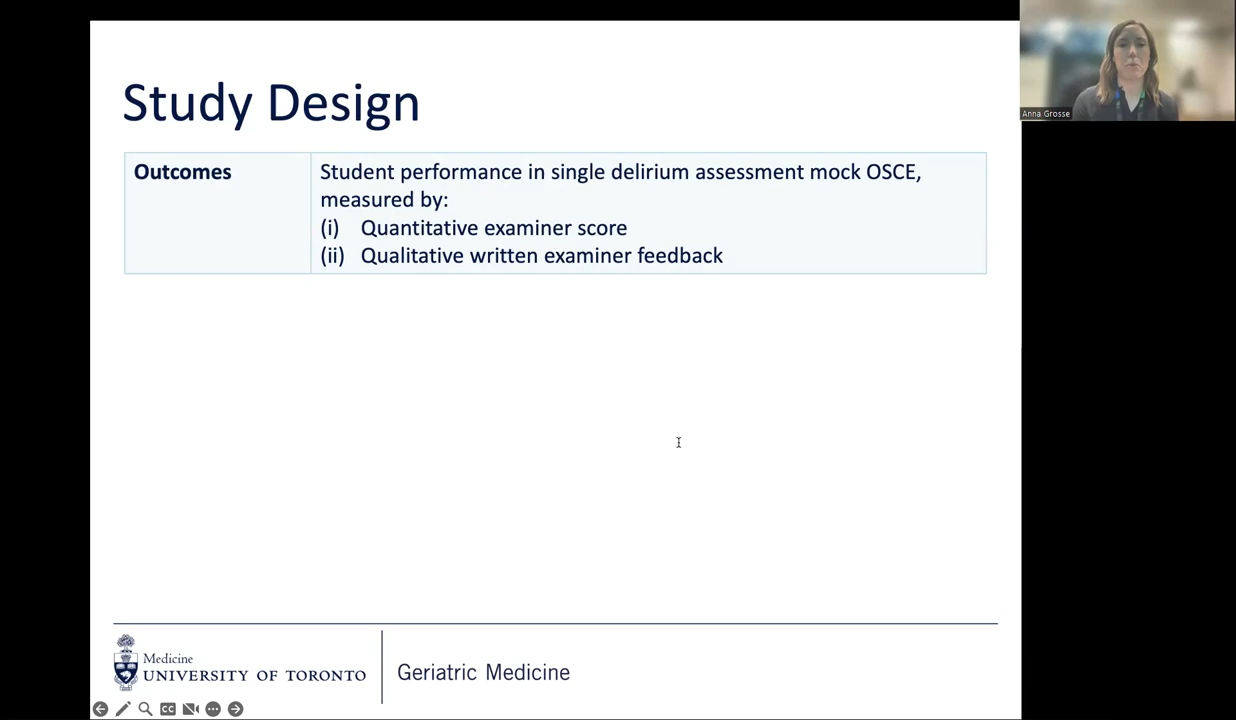 Study Design
Outcomes
Student performance in single delirium assessment mock OSCE,
measured by:
(i) Quantitative examiner score
(ii) Qualitative written examiner feedback
Anna Grosse
Medicine
UNIVERSITY OF TORONTO
Geriatric Medicine
CC